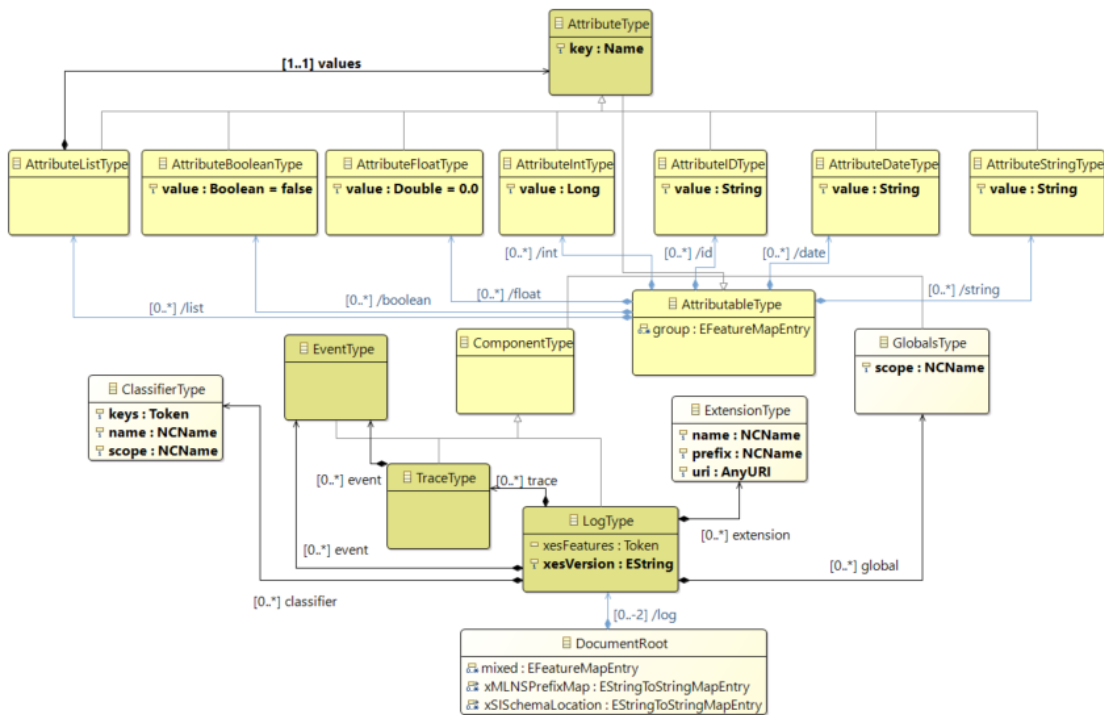 AttributeType
key : Name
[1..1] values
AttributeListType
AttributeBooleanType
value : Boolean = false
AttributeFloatType
value : Double = 0.0
AttributeIntType
value : Long
AttributeIDType
value : String
AttributeDateType
value : String
AttributeStringType
value : String
[0..*] /int
[0..*] /id
[0..*] /date
[0..*] /list
[0..*] /boolean
[0..*] /float
[0..*] /string
AttributableType
group : EFeatureMapEntry
EventType
ComponentType
GlobalsType
scope : NCName
ClassifierType
keys : Token
name : NCName
scope : NCName
ExtensionType
name : NCName
prefix : NCName
uri : AnyURI
[0..*] event
TraceType
[0..*] trace
LogType
xesFeatures : Token
xesVersion : EString
[0..*] extension
[0..*] event
[0..*] global
[0..*] classifier
[0..-2] /log
DocumentRoot
mixed : EFeatureMapEntry
xMLNSPrefixMap : EStringToStringMapEntry
xSISchemaLocation : EStringToStringMapEntry